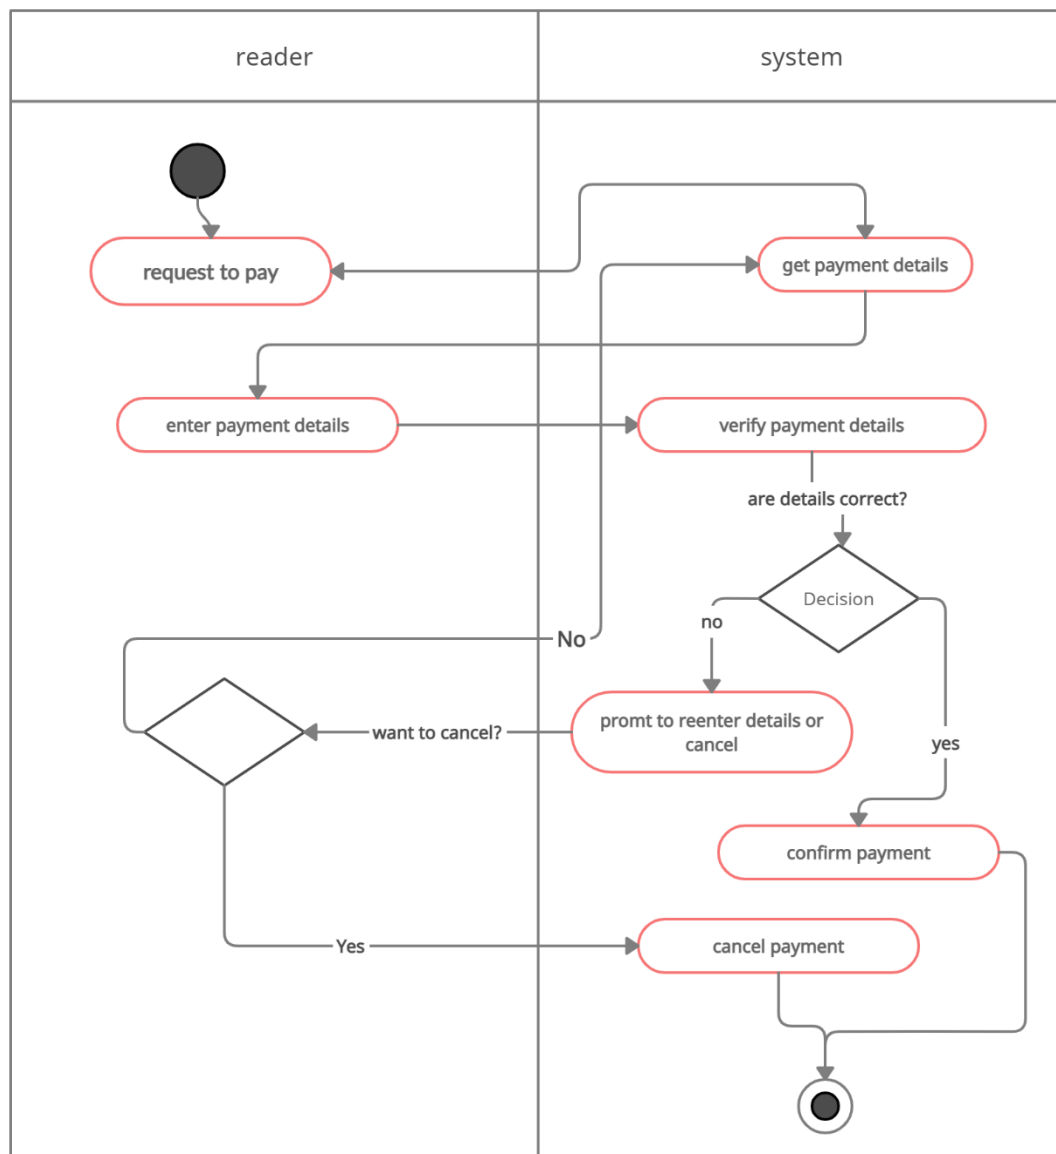 reader
system
request to pay
get payment details
enter payment details
verify payment details
are details correct?
Decision
no
No
promt to reenter details or
cancel
want to cancel?
yes
confirm payment
Yes
cancel payment